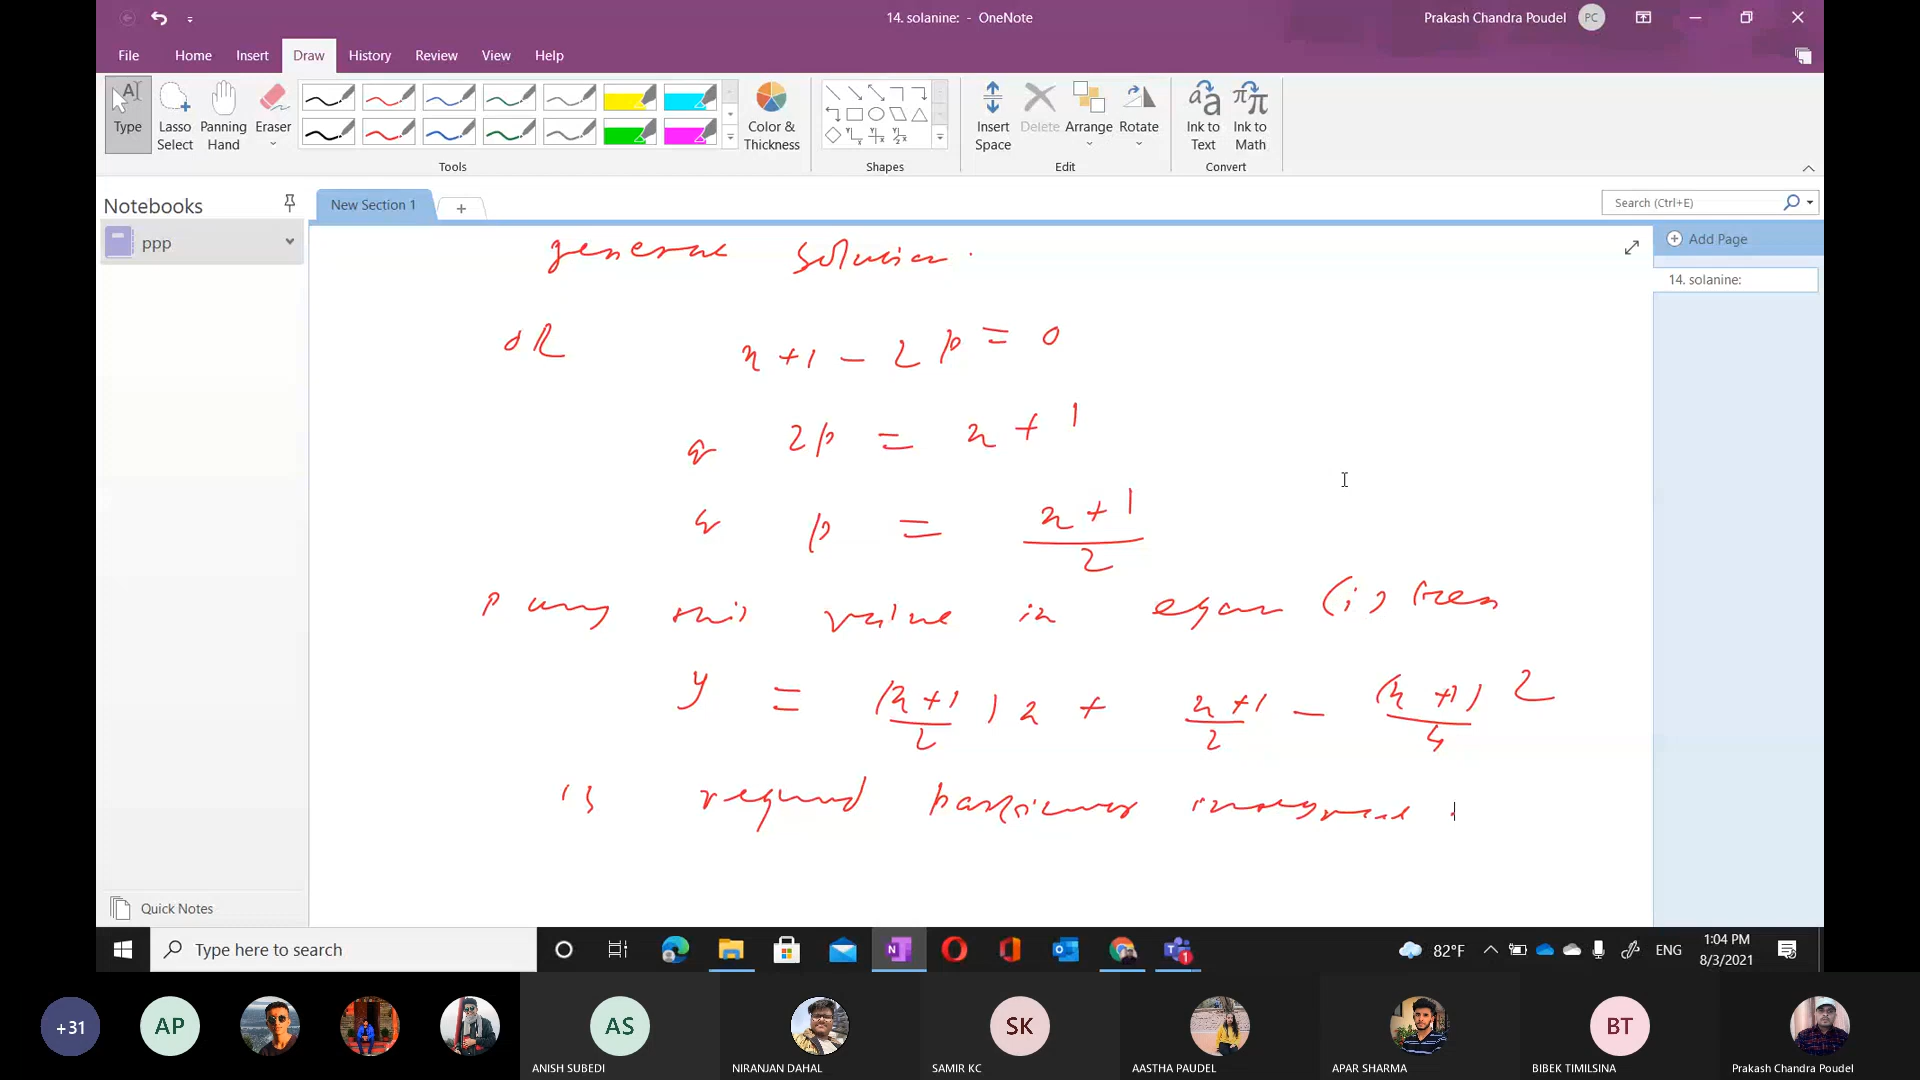 14. solanine: - OneNote
Prakash Chandra Poudel PC
File Home Insert Draw History Review View Help
Type Lasso Select Panning Hand Eraser Color & Thickness Insert Space Delete Arrange Rotate Ink to Text Ink to Math
Tools Shapes Edit Convert
Notebooks
New Section 1 +
Search (Ctrl+E)
ppp
Add Page
14. solanine:
general solution.
OR x + 1 - 2p = 0
or 2p = x + 1
or p = x + 1 / 2
this value in eqan (i) then
y = (x + 1 / 2) x + x + 1 / 2 - (x + 1)2 / 4
is required
Quick Notes
Type here to search
82°F ENG 1:04 PM
8/3/2021
+31 AP AS SK BT
ANISH SUBEDI NIRANJAN DAHAL SAMIR KC AASTHA PAUDEL APAR SHARMA BIBEK TIMILSINA Prakash Chandra Poudel